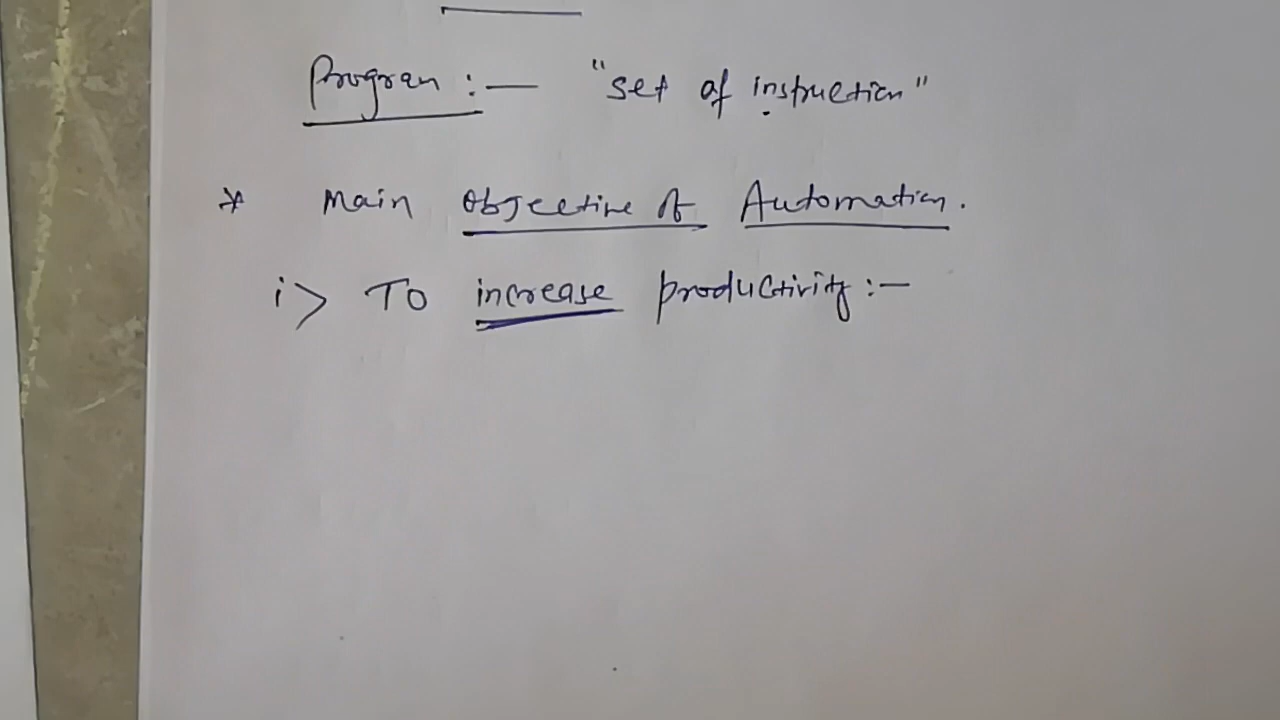 Program :— "set of instruction"
* Main Objective of Automation.
i> To increase productivity :—